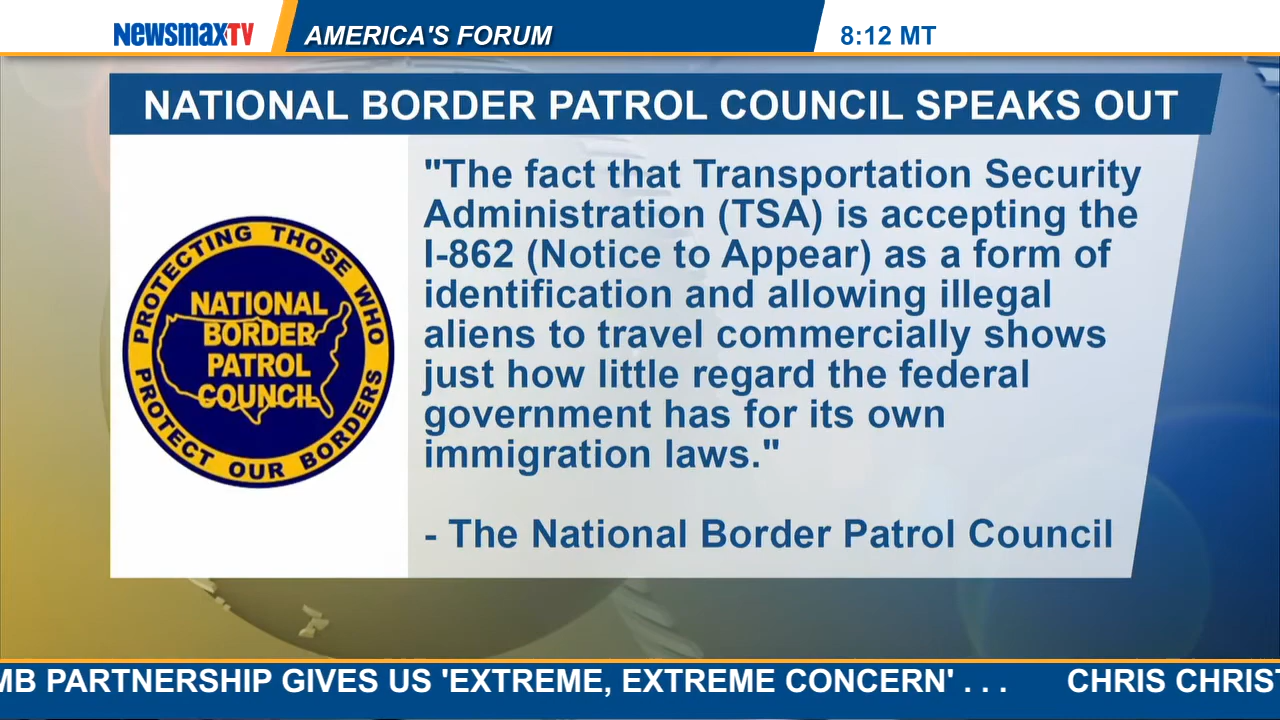 NEWSMAXTV
AMERICA'S FORUM
8:12 MT
NATIONAL BORDER PATROL COUNCIL SPEAKS OUT
PROTECTING THOSE WHO
NATIONAL
BORDER
PATROL
COUNCIL
PROTECT OUR BORDERS
"The fact that Transportation Security
Administration (TSA) is accepting the
I-862 (Notice to Appear) as a form of
identification and allowing illegal
aliens to travel commercially shows
just how little regard the federal
government has for its own
immigration laws."
- The National Border Patrol Council
MB PARTNERSHIP GIVES US 'EXTREME, EXTREME CONCERN' . . . CHRIS CHRIST